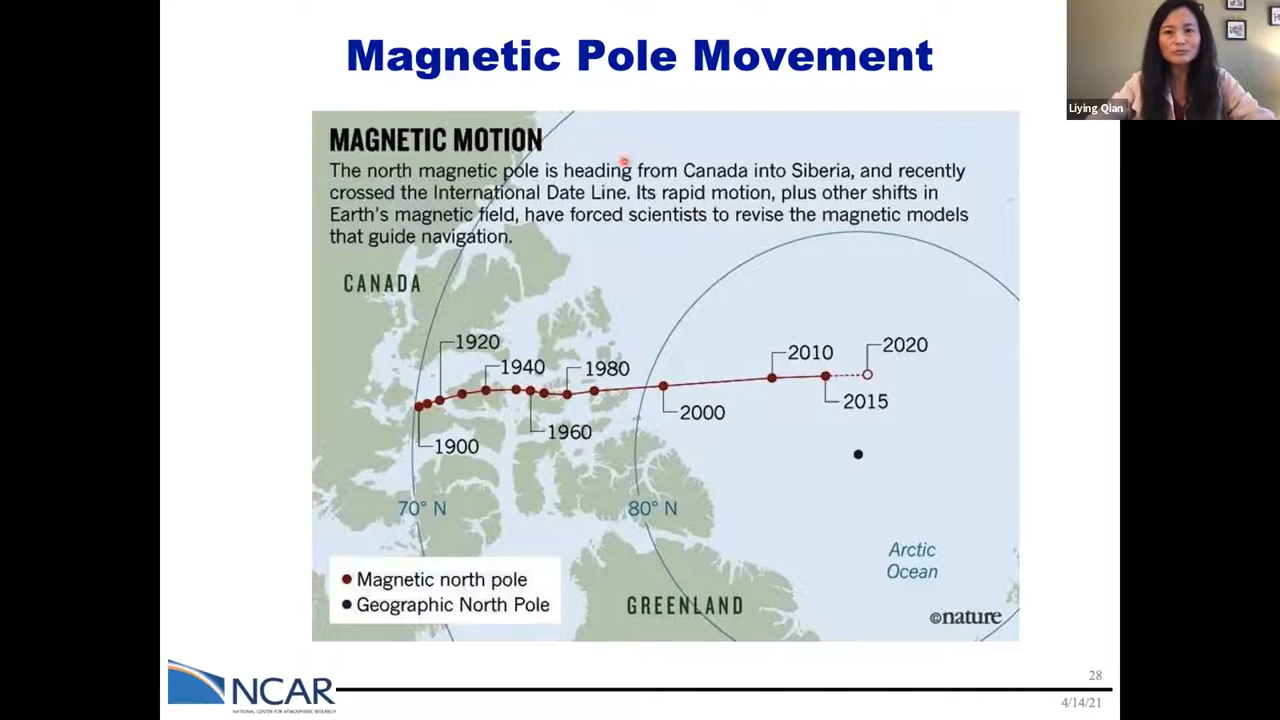 Magnetic Pole Movement
Liying Qian
MAGNETIC MOTION
The north magnetic pole is heading from Canada into Siberia, and recently
crossed the International Date Line. Its rapid motion, plus other shifts in
Earth's magnetic field, have forced scientists to revise the magnetic models
that guide navigation.
CANADA
1920
1940
1980
2010
2020
2000
2015
1960
1900
70° N
80° N
Arctic
Ocean
Magnetic north pole
Geographic North Pole
GREENLAND
©nature
NCAR
NATIONAL CENTER FOR ATMOSPHERIC RESEARCH
28
4/14/21